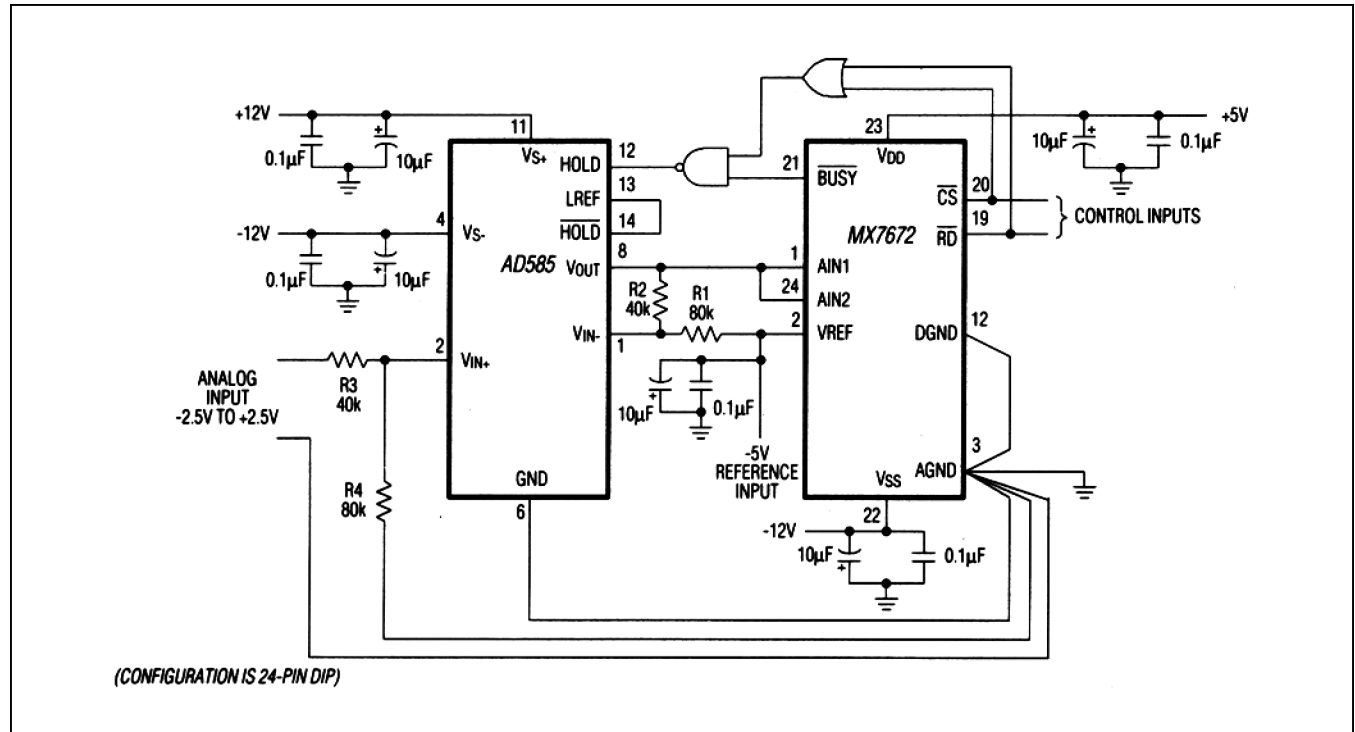 +12V
0.1µF
+
10µF
-12V
0.1µF
+
10µF
ANALOG
INPUT
-2.5V TO +2.5V
R3
40k
R4
80k
11
VS+
12
HOLD
13
LREF
14
HOLD
4
VS-
AD585
8
VOUT
VIN-
1
2
VIN+
GND
6
R2
40k
R1
80k
10µF
+
0.1µF
-5V
REFERENCE
INPUT
23
VDD
21
BUSY
20
CS
19
RD
MX7672
1
AIN1
24
AIN2
2
VREF
12
DGND
3
AGND
VSS
22
-12V
10µF
+
0.1µF
+5V
10µF
+
0.1µF
CONTROL INPUTS
(CONFIGURATION IS 24-PIN DIP)